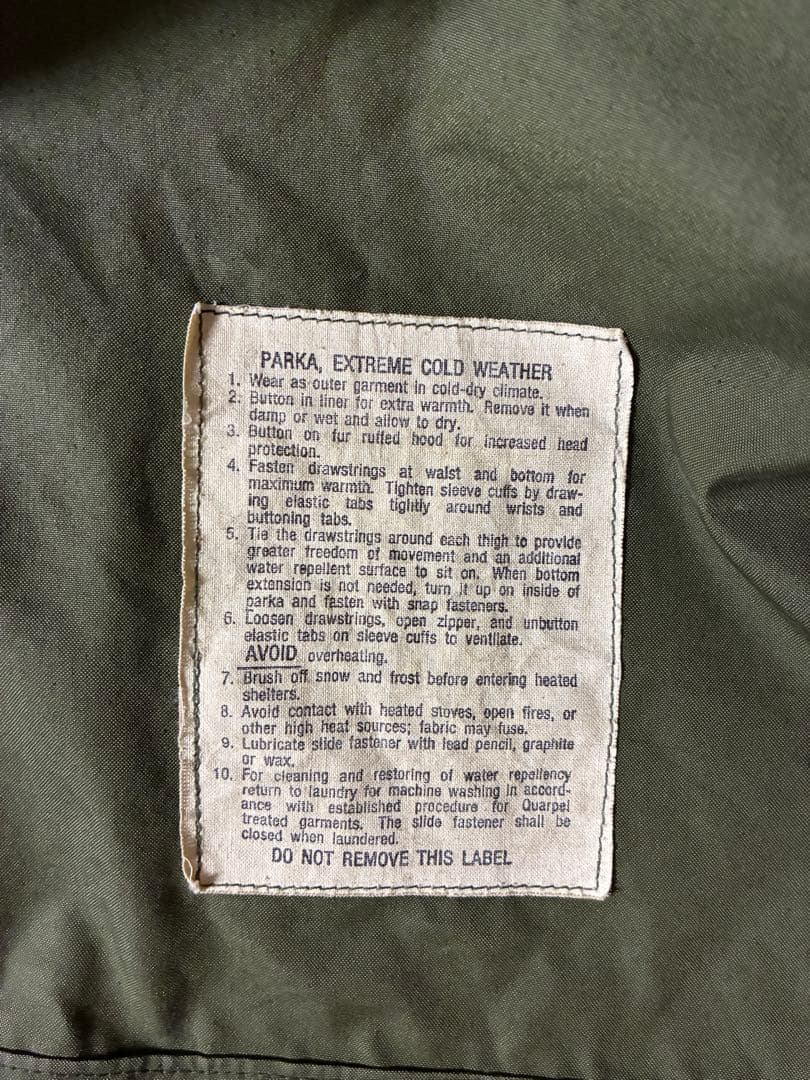 PARKA, EXTREME COLD WEATHER
1. Wear as outer garment in cold-dry climate.
2. Button in liner for extra warmth. Remove it when
damp or wet and allow to dry.
3. Button on fur ruffed hood for increased head
protection.
4. Fasten drawstrings at waist and bottom for
maximum warmth. Tighten sleeve cuffs by draw-
ing elastic tabs tightly around wrists and
buttoning tabs.
5. Tie the drawstrings around each thigh to provide
greater freedom of movement and an additional
water repellent surface to sit on. When bottom
extension is not needed, turn it up on inside of
parka and fasten with snap fasteners.
6. Loosen drawstrings, open zipper, and unbutton
elastic tabs on sleeve cuffs to ventilate.
AVOID overheating.
7. Brush off snow and frost before entering heated
shelters.
8. Avoid contact with heated stoves, open fires, or
other high heat sources; fabric may fuse.
9. Lubricate slide fastener with lead pencil, graphite
or wax.
10. For cleaning and restoring of water repellency
return to laundry for machine washing in accord-
ance with established procedure for Quarpel
treated garments. The slide fastener shall be
closed when laundered.
DO NOT REMOVE THIS LABEL